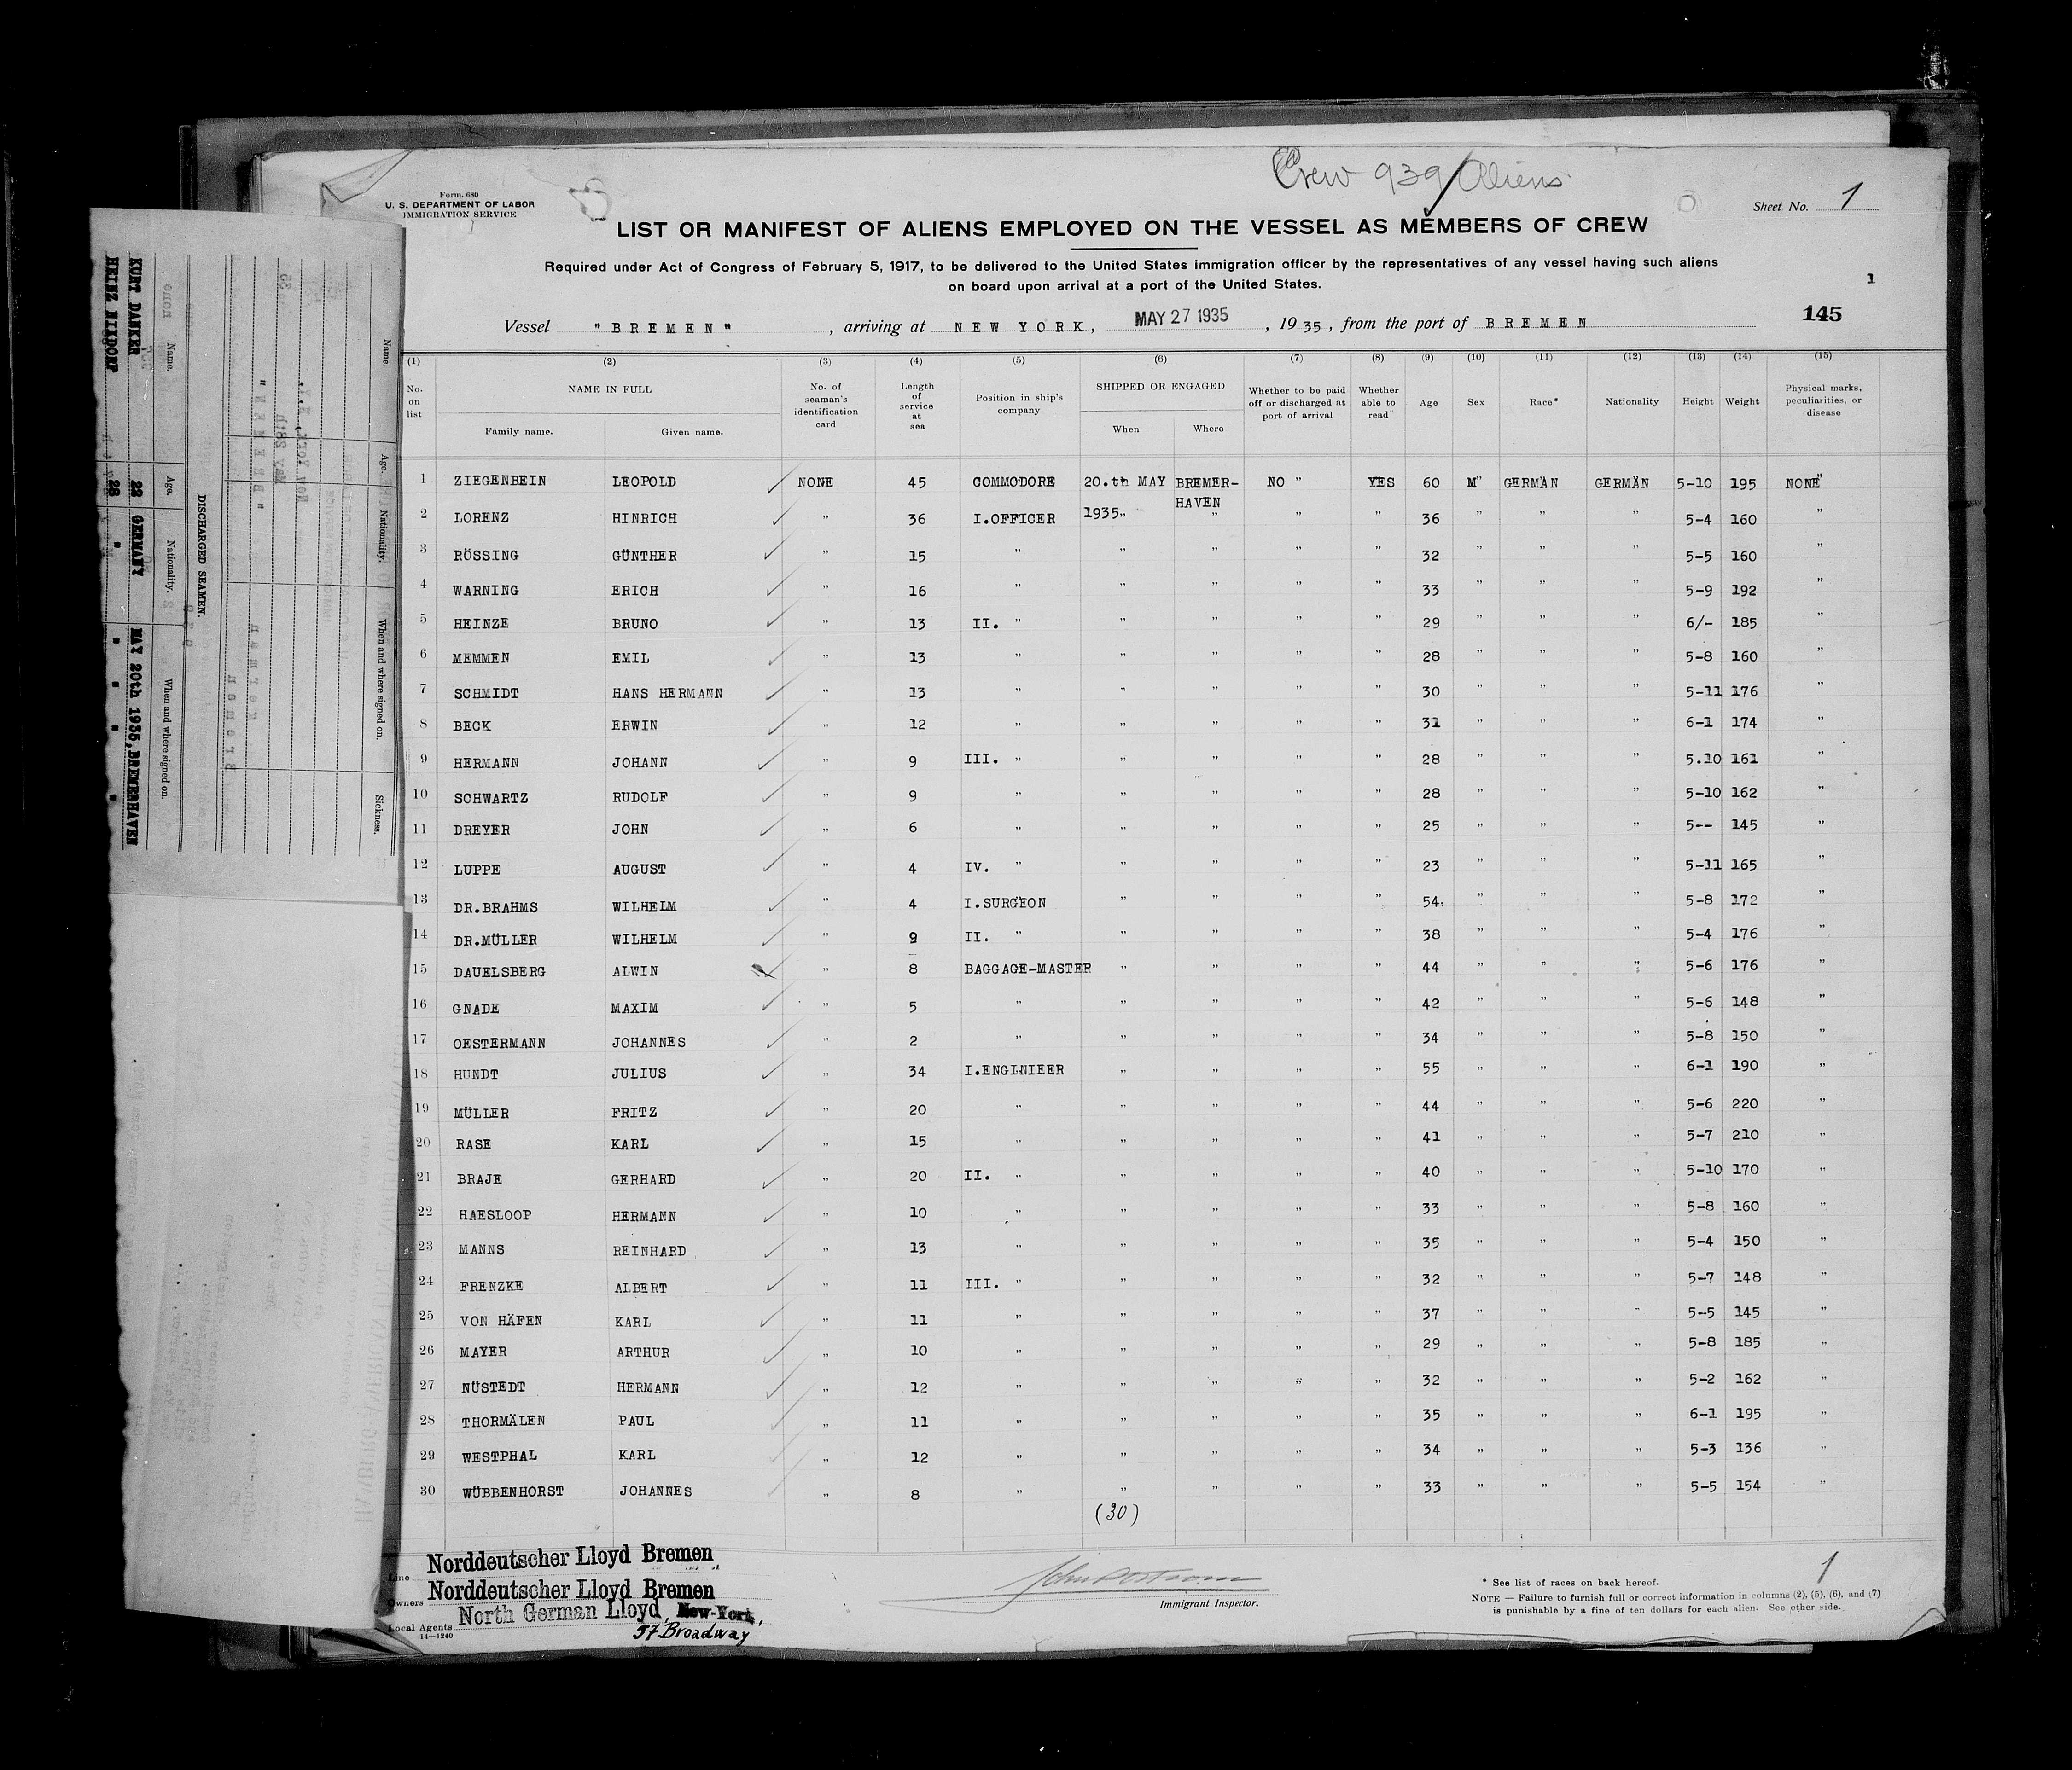 Crew 939 Aliens
Form. 680
U. S. DEPARTMENT OF LABOR
IMMIGRATION SERVICE
Sheet No. 1
LIST OR MANIFEST OF ALIENS EMPLOYED ON THE VESSEL AS MEMBERS OF CREW
Required under Act of Congress of February 5, 1917, to be delivered to the United States immigration officer by the representatives of any vessel having such aliens
on board upon arrival at a port of the United States.
1
145
Vessel "BREMEN", arriving at NEW YORK, MAY 27 1935, 1935, from the port of BREMEN
(1) (2) (3) (4) (5) (6) (7) (8) (9) (10) (11) (12) (13) (14) (15)
No. on list
NAME IN FULL
Family name. Given name.
No. of seaman's identification card
Length of service at sea
Position in ship's company
SHIPPED OR ENGAGED
When Where
Whether to be paid off or discharged at port of arrival
Whether able to read
Age
Sex
Race*
Nationality
Height
Weight
Physical marks, peculiarities, or disease
1 ZIEGENBEIN LEOPOLD NONE 45 COMMODORE 20.th MAY 1935 BREMER-HAVEN NO " YES 60 M" GERMAN GERMAN 5-10 195 NONE"
2 LORENZ HINRICH " 36 I.OFFICER " " " " 36 " " " 5-4 160 "
3 RÖSSING GÜNTHER " 15 " " " " " 32 " " " 5-5 160 "
4 WARNING ERICH " 16 " " " " " 33 " " " 5-9 192 "
5 HEINZE BRUNO " 13 II. " " " " " 29 " " " 6/- 185 "
6 MEMMEN EMIL " 13 " " " " " 28 " " " 5-8 160 "
7 SCHMIDT HANS HERMANN " 13 " " " " " 30 " " " 5-11 176 "
8 BECK ERWIN " 12 " " " " " 31 " " " 6-1 174 "
9 HERMANN JOHANN " 9 III. " " " " " 28 " " " 5.10 161 "
10 SCHWARTZ RUDOLF " 9 " " " " " 28 " " " 5-10 162 "
11 DREYER JOHN " 6 " " " " " 25 " " " 5-- 145 "
12 LUPPE AUGUST " 4 IV. " " " " " 23 " " " 5-11 165 "
13 DR.BRAHMS WILHELM " 4 I.SURGEON " " " " 54. " " " 5-8 172 "
14 DR.MÜLLER WILHELM " 9 II. " " " " " 38 " " " 5-4 176 "
15 DAUELSBERG ALWIN " 8 BAGGAGE-MASTER " " " " 44 " " " 5-6 176 "
16 GNADE MAXIM " 5 " " " " " 42 " " " 5-6 148 "
17 OESTERMANN JOHANNES " 2 " " " " " 34 " " " 5-8 150 "
18 HUNDT JULIUS " 34 I.ENGINIEER " " " " 55 " " " 6-1 190 "
19 MÜLLER FRITZ " 20 " " " " " 44 " " " 5-6 220 "
20 RASE KARL " 15 " " " " " 41 " " " 5-7 210 "
21 BRAJE GERHARD " 20 II. " " " " " 40 " " " 5-10 170 "
22 HAESLOOP HERMANN " 10 " " " " " 33 " " " 5-8 160 "
23 MANNS REINHARD " 13 " " " " " 35 " " " 5-4 150 "
24 FRENZKE ALBERT " 11 III. " " " " " 32 " " " 5-7 148 "
25 VON HÄFEN KARL " 11 " " " " " 37 " " " 5-5 145 "
26 MAYER ARTHUR " 10 " " " " " 29 " " " 5-8 185 "
27 NÜSTEDT HERMANN " 12 " " " " " 32 " " " 5-2 162 "
28 THORMÄLEN PAUL " 11 " " " " " 35 " " " 6-1 195 "
29 WESTPHAL KARL " 12 " " " " " 34 " " " 5-3 136 "
30 WÜBBENHORST JOHANNES " 8 " " " " " 33 " " " 5-5 154 "
(30)
Line Norddeutscher Lloyd Bremen
Owners Norddeutscher Lloyd Bremen
Local Agents North German Lloyd, New-York,
57 Broadway
14—1240
Immigrant Inspector.
1
* See list of races on back hereof.
NOTE — Failure to furnish full or correct information in columns (2), (5), (6), and (7)
is punishable by a fine of ten dollars for each alien. See other side.
Name. Age. Nationality. When and where signed on. Sickness.
DISCHARGED SEAMEN.
Name. Age. Nationality. When and where signed on.
KURT DANKER 22 GERMANY MAY 20th 1935, BREMERHAVEN
HEINZ 28 " " " " "